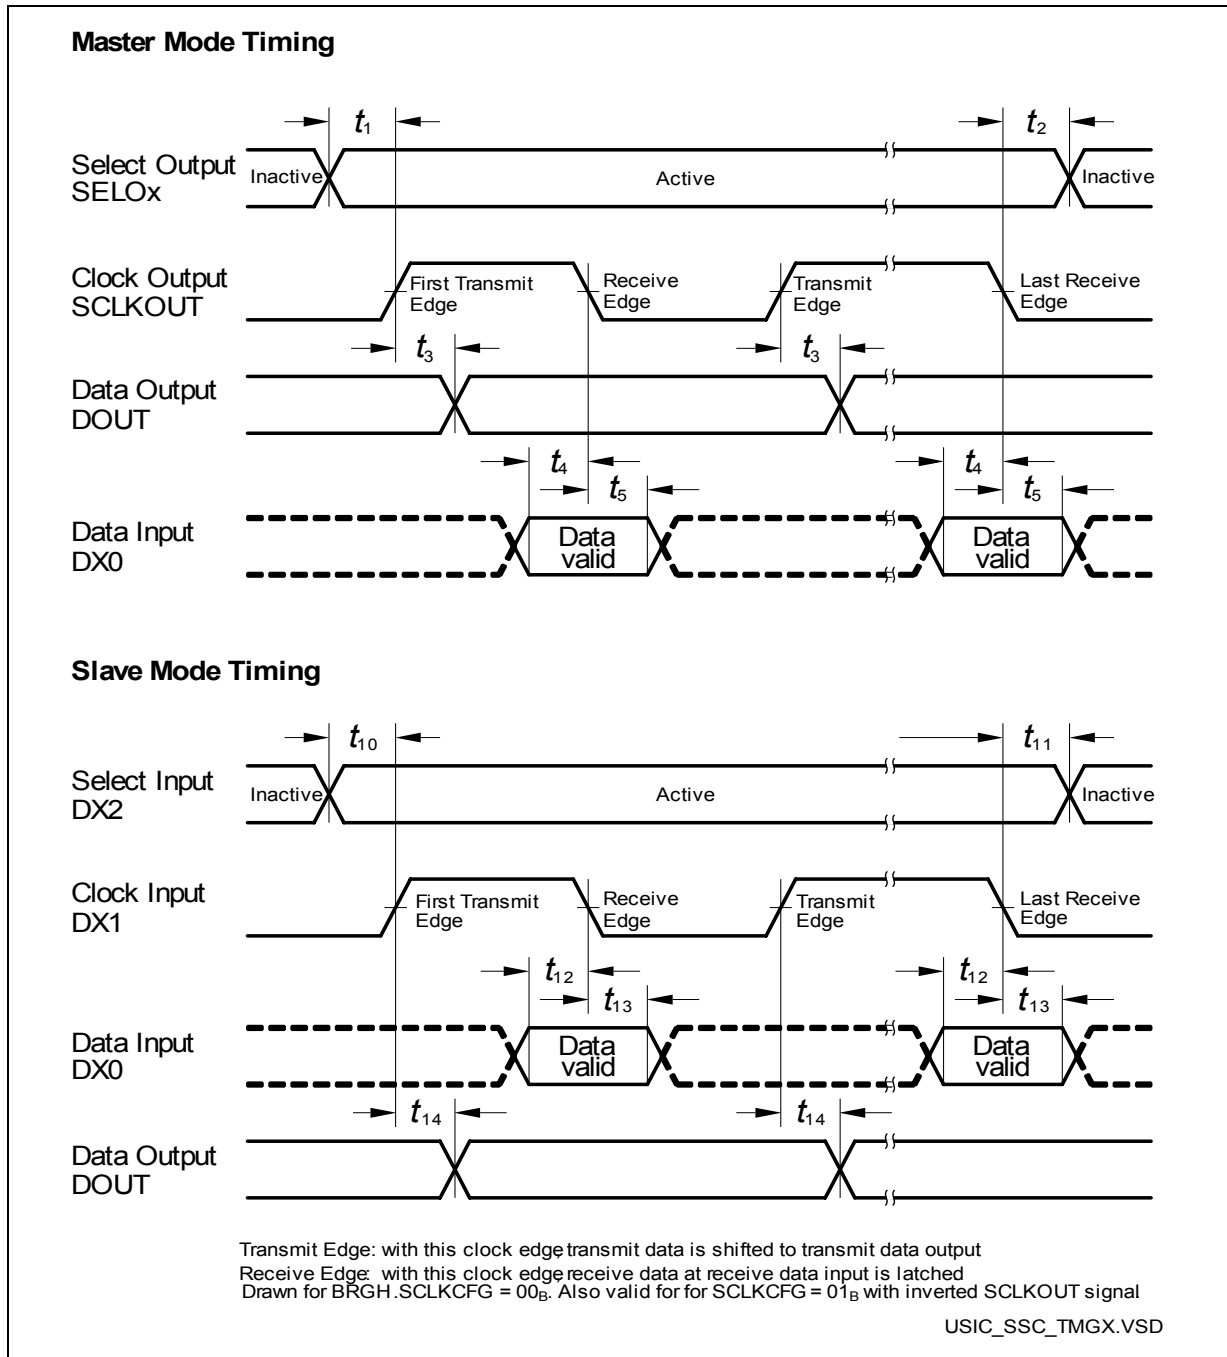 Master Mode Timing
t1
t2
Select Output
SELOx
Inactive
Active
Inactive
Clock Output
SCLKOUT
First Transmit
Edge
Receive
Edge
Transmit
Edge
Last Receive
Edge
t3
t3
Data Output
DOUT
t4
t5
t4
t5
Data Input
DX0
Data
valid
Data
valid
Slave Mode Timing
t10
t11
Select Input
DX2
Inactive
Active
Inactive
Clock Input
DX1
First Transmit
Edge
Receive
Edge
Transmit
Edge
Last Receive
Edge
t12
t13
t12
t13
Data Input
DX0
Data
valid
Data
valid
t14
t14
Data Output
DOUT
Transmit Edge: with this clock edge, transmit data is shifted to transmit data output
Receive Edge: with this clock edge, receive data at receive data input is latched
Drawn for BRGH.SCLKCFG = 00B. Also valid for for SCLKCFG = 01B with inverted SCLKOUT signal.
USIC_SSC_TMGX.VSD